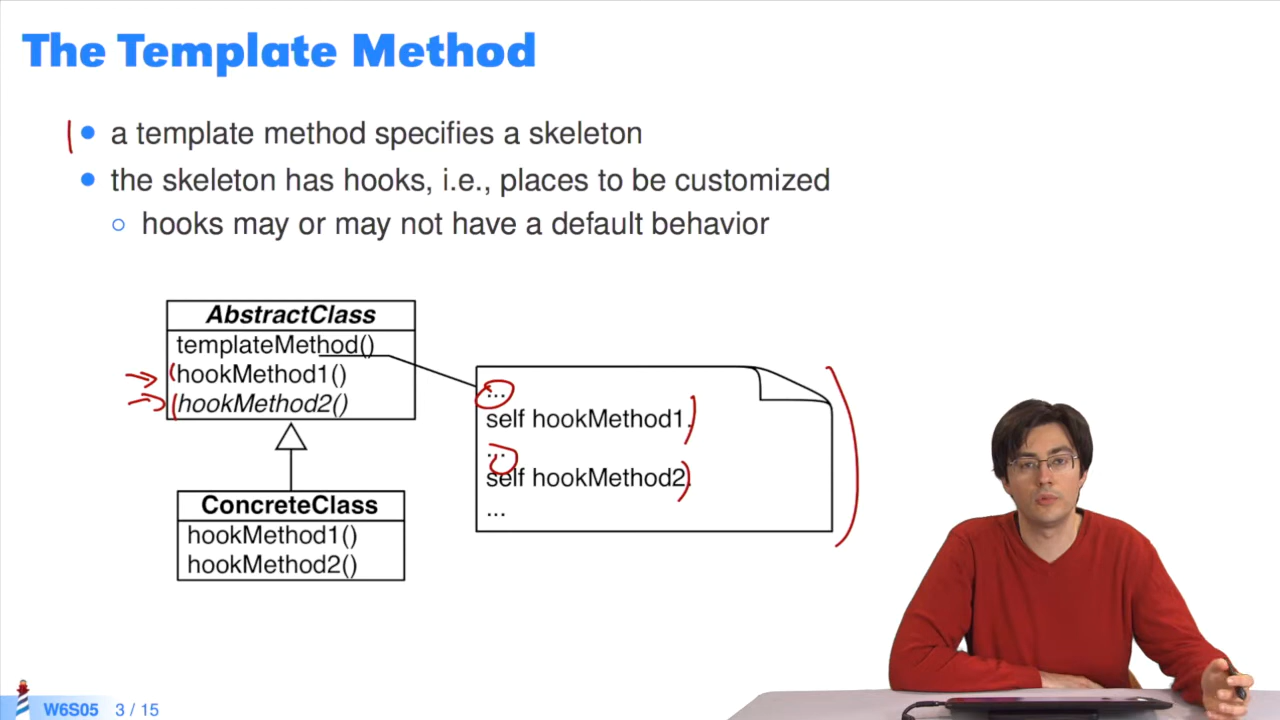 The Template Method
a template method specifies a skeleton
the skeleton has hooks, i.e., places to be customized
hooks may or may not have a default behavior
AbstractClass
templateMethod()
hookMethod1()
hookMethod2()
...
self hookMethod1.
...
self hookMethod2.
...
ConcreteClass
hookMethod1()
hookMethod2()
W6S05 3 / 15